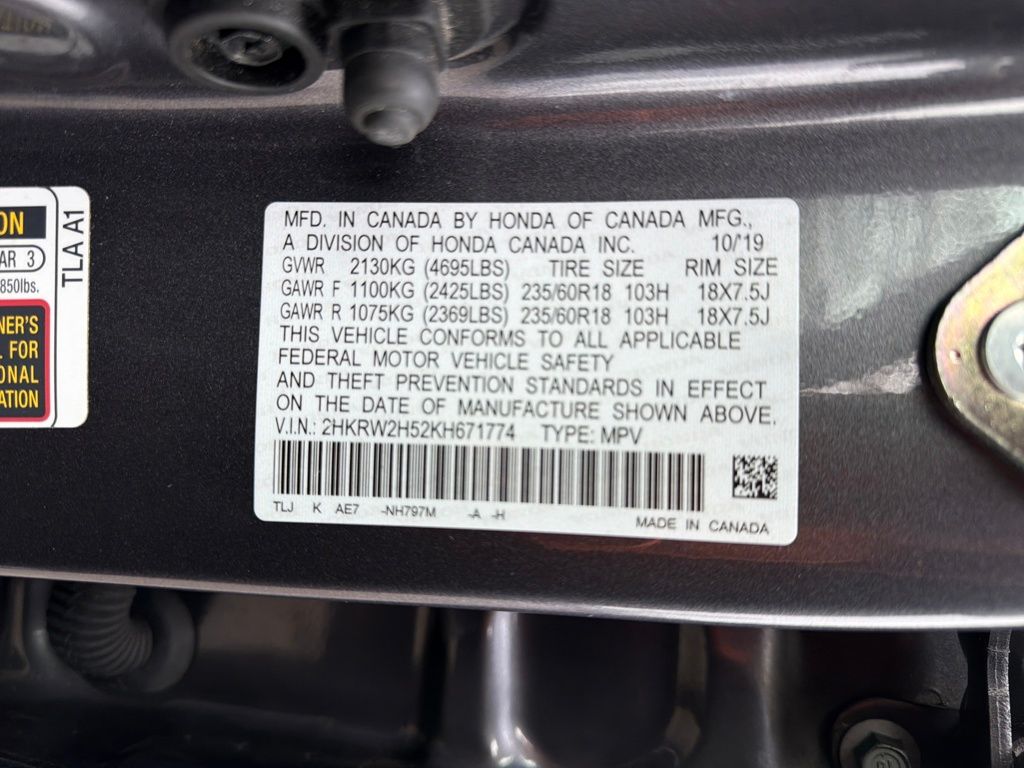 ON
AR 3
850lbs.
TLA A1
NER'S
FOR
ONAL
ATION
MFD. IN CANADA BY HONDA OF CANADA MFG.,
A DIVISION OF HONDA CANADA INC. 10/'19
GVWR 2130KG (4695LBS) TIRE SIZE RIM SIZE
GAWR F 1100KG (2425LBS) 235/60R18 103H 18X7.5J
GAWR R 1075KG (2369LBS) 235/60R18 103H 18X7.5J
THIS VEHICLE CONFORMS TO ALL APPLICABLE
FEDERAL MOTOR VEHICLE SAFETY
AND THEFT PREVENTION STANDARDS IN EFFECT
ON THE DATE OF MANUFACTURE SHOWN ABOVE.
V.I.N.: 2HKRW2H52KH671774 TYPE: MPV
TLJ K AE7 -NH797M -A -H
MADE IN CANADA